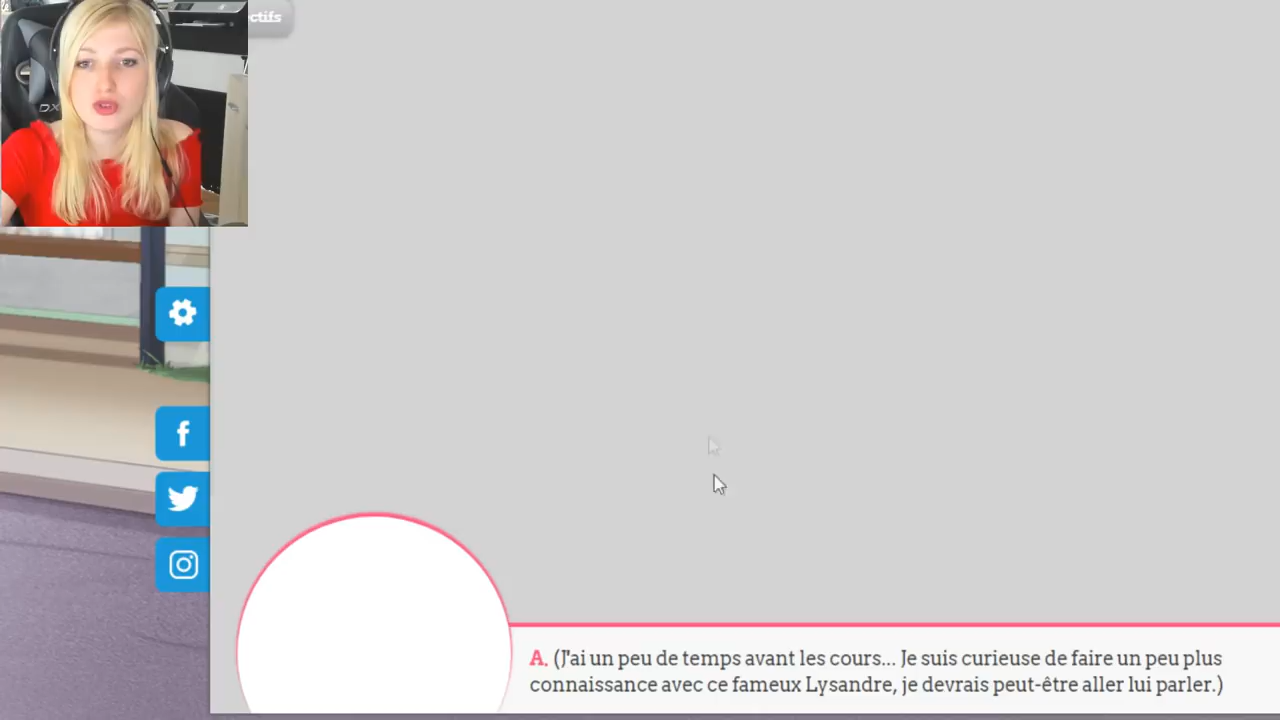 ctifs
DX
A. (J'ai un peu de temps avant les cours... Je suis curieuse de faire un peu plus
connaissance avec ce fameux Lysandre, je devrais peut-être aller lui parler.)